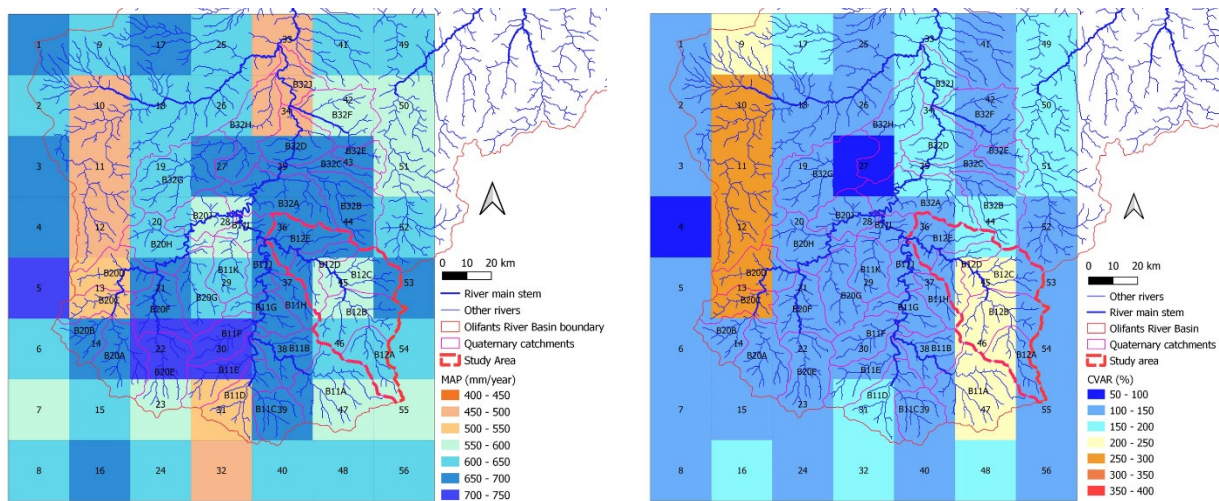 1 9 17 25 33 41 49
B32J
2 10 18 26 34 42 50
B32H B32F
B32D B32E
3 11 19 27 35 B32C 43 51
B32G
B32A B32B
4 12 20 B20J 28 B11J 36 44 52
B20H B12E
B20D B11K B11J B12D B12C
5 13 21 29 37 45 53
B20C B20F B20G B11G B11H B12B
B20B B11F
6 14 22 30 38 B11B 46 54
B20A B20E B11E B12A
B11D B11A
7 15 23 31 B11C 39 47 55
8 16 24 32 40 48 56
0 10 20 km
River main stem
Other rivers
Olifants River Basin boundary
Quaternary catchments
Study Area
MAP (mm/year)
400 - 450
450 - 500
500 - 550
550 - 600
600 - 650
650 - 700
700 - 750
1 9 17 25 33 41 49
B32J
2 10 18 26 34 42
B32H B32F
B32D B32E
3 11 19 27 B32C 51
B32G
B32A B32B
4 12 20 B20J 28 B11J 36 44
B20H B12E
B20D B11K B11J B12D B12C
5 13 21 29 37 45 53
B20C B20F B20G B11G B11H B12B
B20B B11F
6 14 22 30 38 B11B 46 54
B20A B20E B11E B12A
B11D B11A
7 15 23 31 B11C 39 47 55
8 16 24 32 40 48 56
0 10 20 km
Other rivers
River main stem
Olifants River Basin
Quaternary catchments
Study area
CVAR (%)
50 - 100
100 - 150
150 - 200
200 - 250
250 - 300
300 - 350
350 - 400